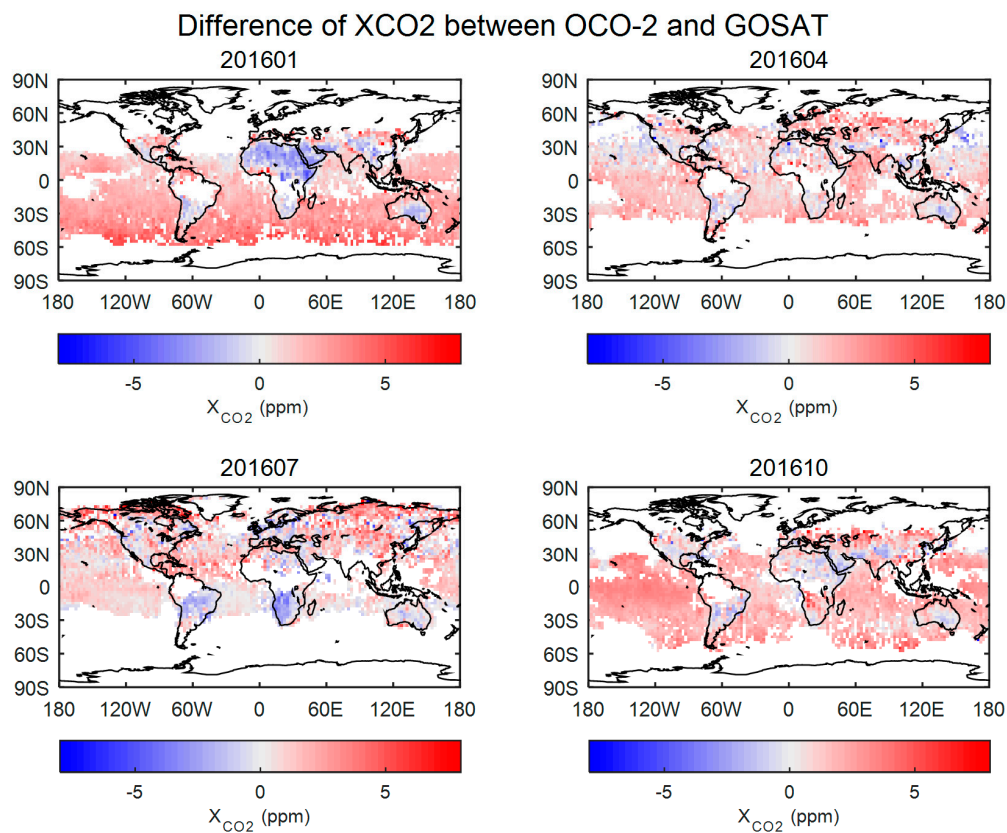 Difference of XCO2 between OCO-2 and GOSAT
201601
90N
60N
30N
0
30S
60S
90S
180 120W 60W 0 60E 120E 180
-5 0 5
XCO2 (ppm)
201604
90N
60N
30N
0
30S
60S
90S
180 120W 60W 0 60E 120E 180
-5 0 5
XCO2 (ppm)
201607
90N
60N
30N
0
30S
60S
90S
180 120W 60W 0 60E 120E 180
-5 0 5
XCO2 (ppm)
201610
90N
60N
30N
0
30S
60S
90S
180 120W 60W 0 60E 120E 180
-5 0 5
XCO2 (ppm)